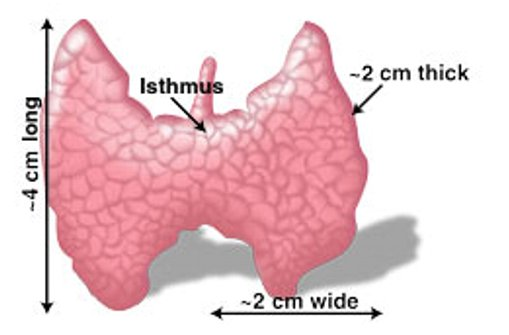 Isthmus
~2 cm thick
~4 cm long
~2 cm wide